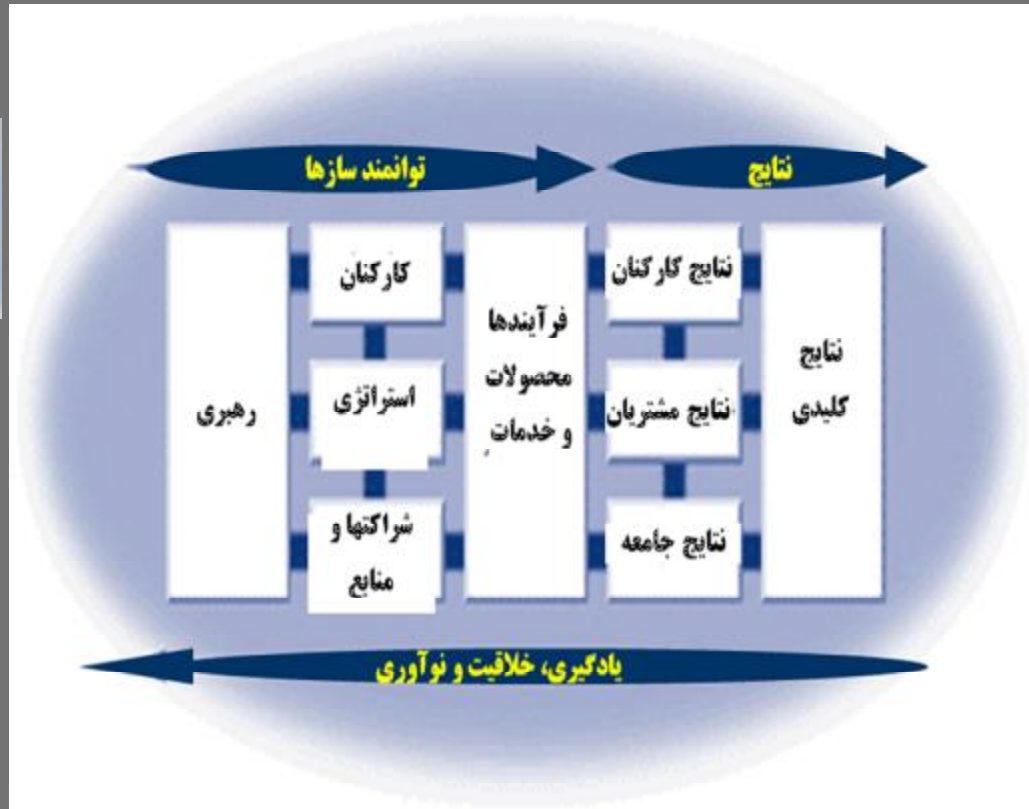 توانمند سازها
نتایج
رهبری
کارکنان
استراتژی
شراکتها و
منابع
فرآیندها
محصولات
و خدمات
نتایج کارکنان
نتایج مشتریان
نتایج جامعه
نتایج
کلیدی
یادگیری، خلاقیت و نوآوری